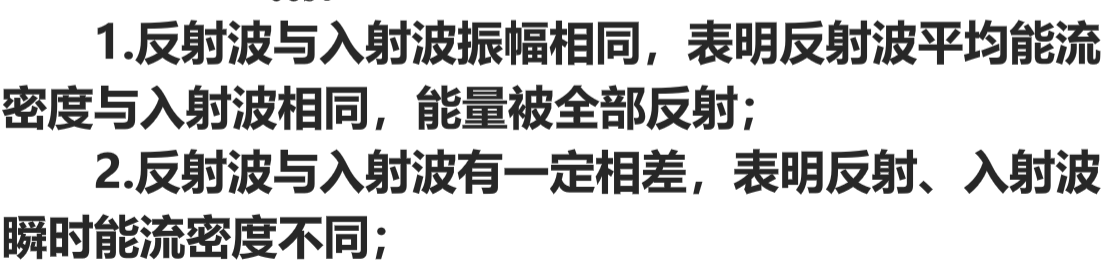 1.反射波与入射波振幅相同，表明反射波平均能流
密度与入射波相同，能量被全部反射；
2.反射波与入射波有一定相差，表明反射、入射波
瞬时能流密度不同；